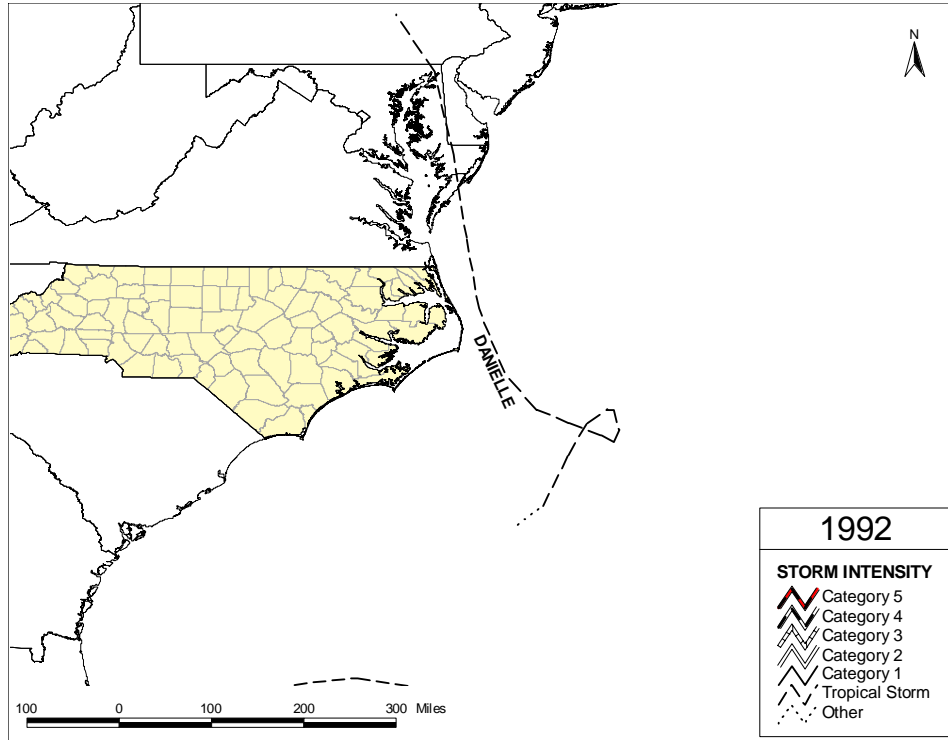 N
DANIELLE
1992
STORM INTENSITY
Category 5
Category 4
Category 3
Category 2
Category 1
Tropical Storm
Other
100 0 100 200 300 Miles